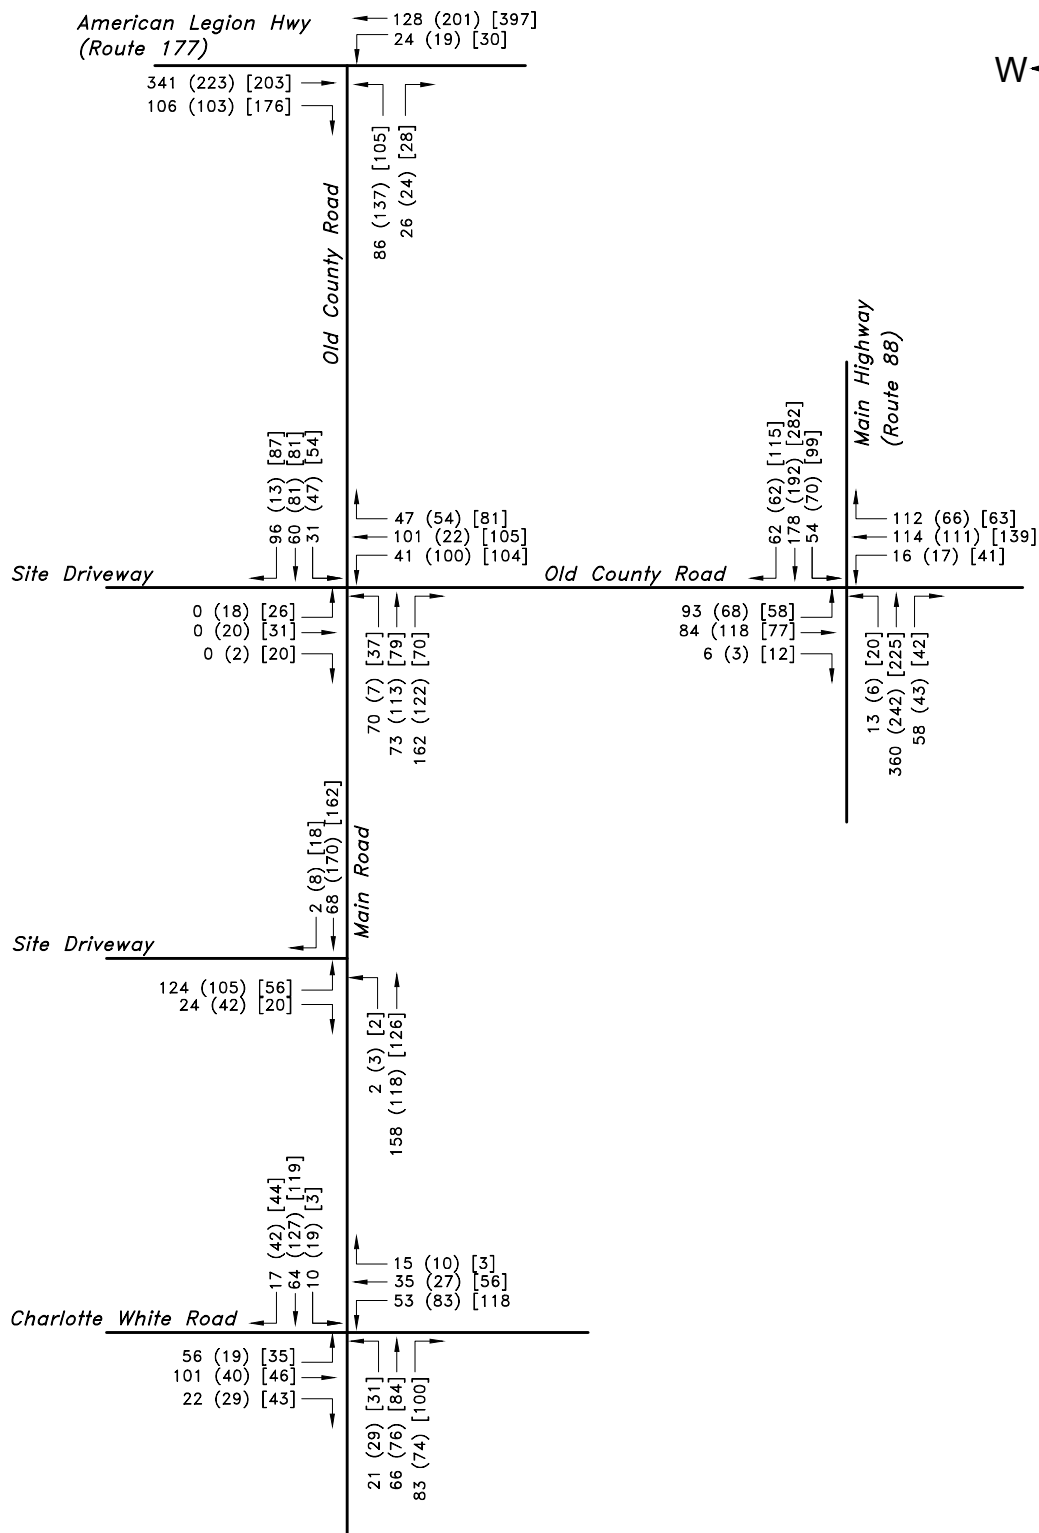 American Legion Hwy
(Route 177)
128 (201) [397]
24 (19) [30]
W
341 (223) [203]
106 (103) [176]
86 (137) [105]
26 (24) [28]
Old County Road
Main Highway
(Route 88)
96 (13) [87]
60 (81) [81]
31 (47) [54]
47 (54) [81]
101 (22) [105]
41 (100) [104]
62 (62) [115]
178 (192) [282]
54 (70) [99]
112 (66) [63]
114 (111) [139]
16 (17) [41]
Site Driveway
Old County Road
0 (18) [26]
0 (20) [31]
0 (2) [20]
70 (7) [37]
73 (113) [79]
162 (122) [70]
93 (68) [58]
84 (118 [77]
6 (3) [12]
13 (6) [20]
360 (242) [225]
58 (43) [42]
2 (8) [18]
68 (170) [162]
Main Road
Site Driveway
124 (105) [56]
24 (42) [20]
2 (3) [2]
158 (118) [126]
17 (42) [44]
64 (127) [119]
10 (19) [3]
15 (10) [3]
35 (27) [56]
53 (83) [118
Charlotte White Road
56 (19) [35]
101 (40) [46]
22 (29) [43]
21 (29) [31]
66 (76) [84]
83 (74) [100]